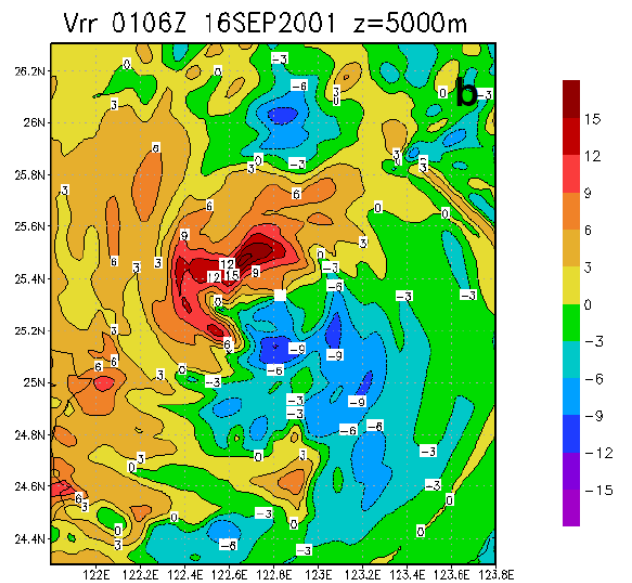 Vrr 0106Z 16SEP2001 z=5000m
b
26.2N
26N
25.8N
25.6N
25.4N
25.2N
25N
24.8N
24.6N
24.4N
122E 122.2E 122.4E 122.6E 122.8E 123E 123.2E 123.4E 123.6E 123.8E
15
12
9
6
3
0
−3
−6
−9
−12
−15